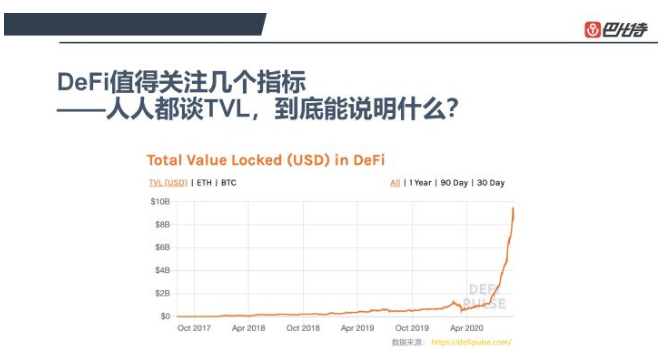 巴比特
DeFi值得关注几个指标
——人人都谈TVL，到底能说明什么？
Total Value Locked (USD) in DeFi
TVL (USD) | ETH | BTC
All | 1 Year | 90 Day | 30 Day
$10B
$8B
$6B
$4B
$2B
$0
DEFI
PULSE
Oct 2017 Apr 2018 Oct 2018 Apr 2019 Oct 2019 Apr 2020
数据来源： https://defipulse.com/